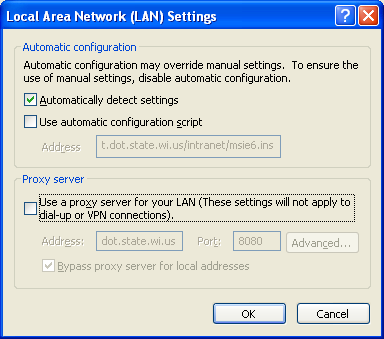 Local Area Network (LAN) Settings
Automatic configuration
Automatic configuration may override manual settings. To ensure the
use of manual settings, disable automatic configuration.
Automatically detect settings
Use automatic configuration script
Address t.dot.state.wi.us/intranet/msie6.ins
Proxy server
Use a proxy server for your LAN (These settings will not apply to
dial-up or VPN connections).
Address: dot.state.wi.us Port: 8080 Advanced...
Bypass proxy server for local addresses
OK Cancel